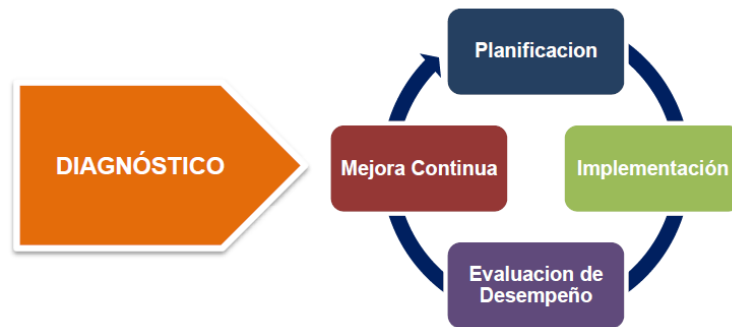 Planificacion
DIAGNÓSTICO
Mejora Continua
Implementación
Evaluacion de
Desempeño